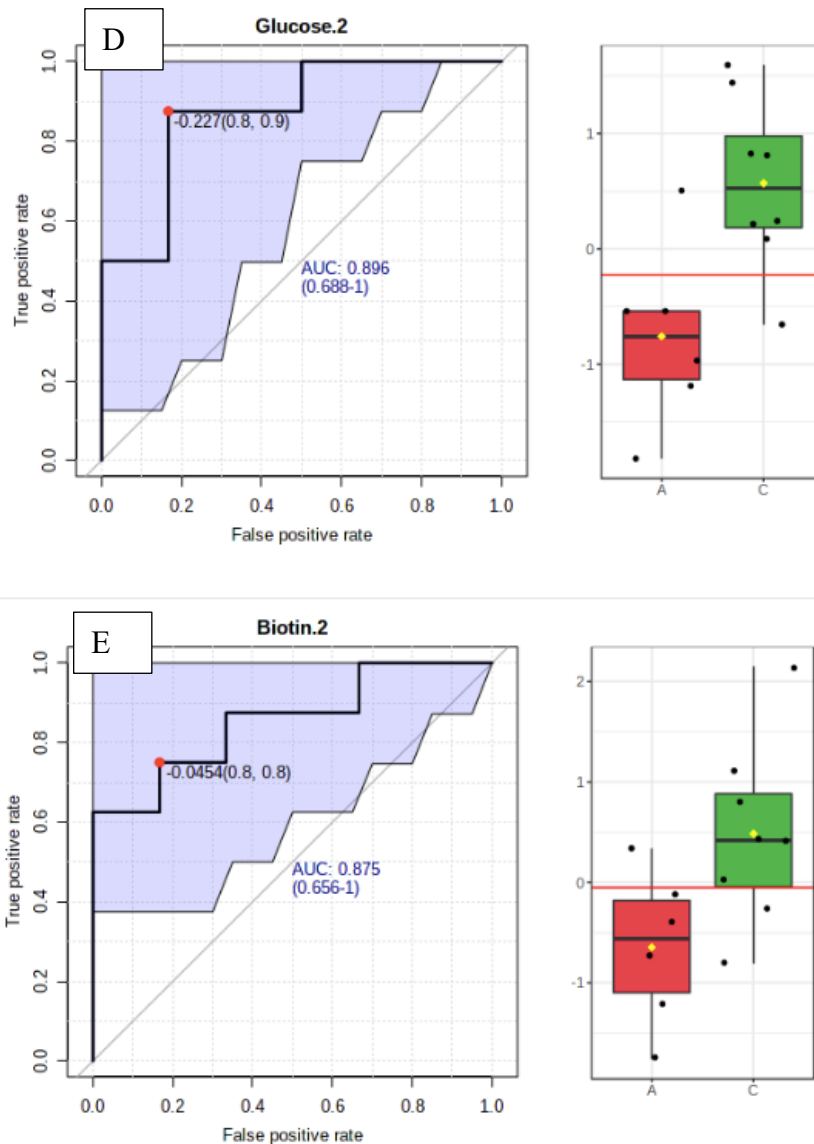 D
Glucose.2
True positive rate
1.0
0.8
0.6
0.4
0.2
0.0
-0.227(0.8, 0.9)
AUC: 0.896
(0.688-1)
0.0 0.2 0.4 0.6 0.8 1.0
False positive rate
1
0
-1
A C
E
Biotin.2
True positive rate
1.0
0.8
0.6
0.4
0.2
0.0
-0.0454(0.8, 0.8)
AUC: 0.875
(0.656-1)
0.0 0.2 0.4 0.6 0.8 1.0
False positive rate
2
1
0
-1
A C